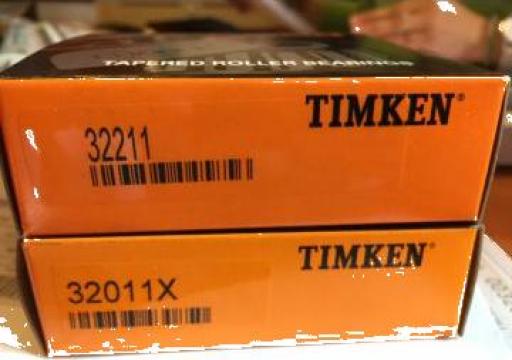 TAPERED ROLLER BEARINGS
TIMKEN®
32211
TIMKEN®
32011X